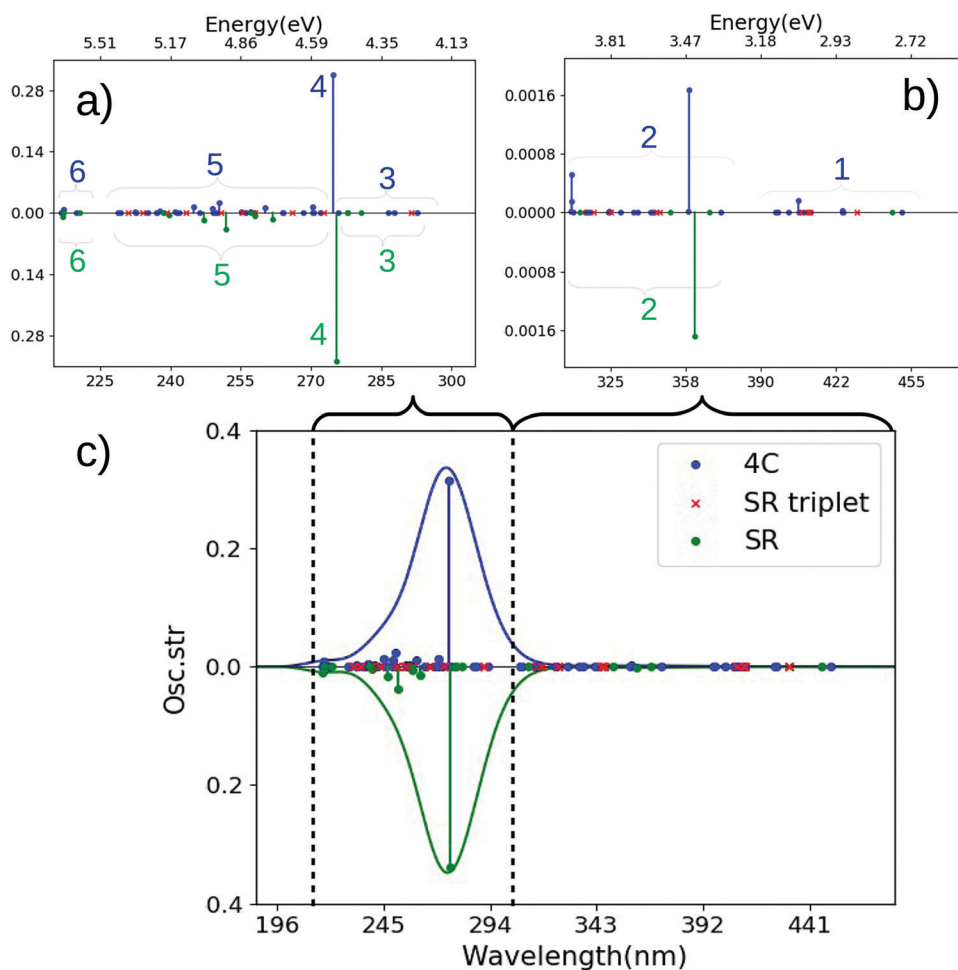 Energy(eV)
5.51 5.17 4.86 4.59 4.35 4.13
a)
0.28
0.14
0.00
0.14
0.28
6
5
4
3
6
5
4
3
225 240 255 270 285 300
Energy(eV)
3.81 3.47 3.18 2.93 2.72
b)
0.0016
0.0008
0.0000
0.0008
0.0016
2
1
2
325 358 390 422 455
c)
Osc.str
0.4
0.2
0.0
0.2
0.4
4C
SR triplet
SR
196 245 294 343 392 441
Wavelength(nm)